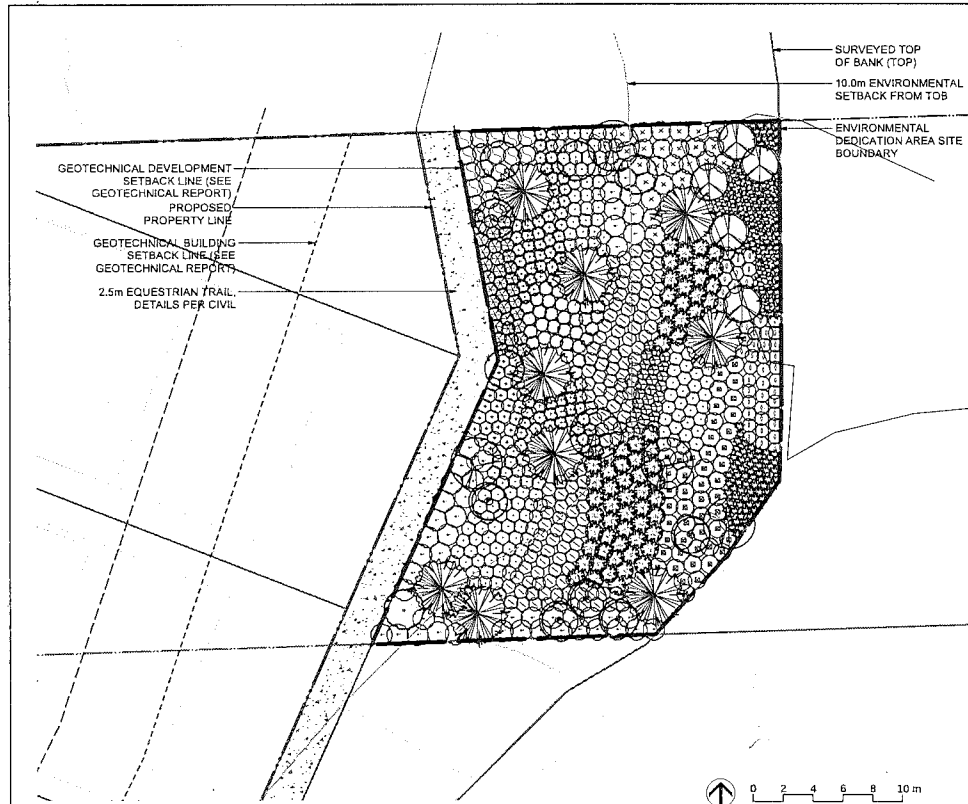 SURVEYED TOP
OF BANK (TOP)
10.0m ENVIRONMENTAL
SETBACK FROM TOB
ENVIRONMENTAL
DEDICATION AREA SITE
BOUNDARY
GEOTECHNICAL DEVELOPMENT
SETBACK LINE (SEE
GEOTECHNICAL REPORT)
PROPOSED
PROPERTY LINE
GEOTECHNICAL BUILDING
SETBACK LINE (SEE
GEOTECHNICAL REPORT)
2.5m EQUESTRIAN TRAIL,
DETAILS PER CIVIL
0 2 4 6 8 10 m